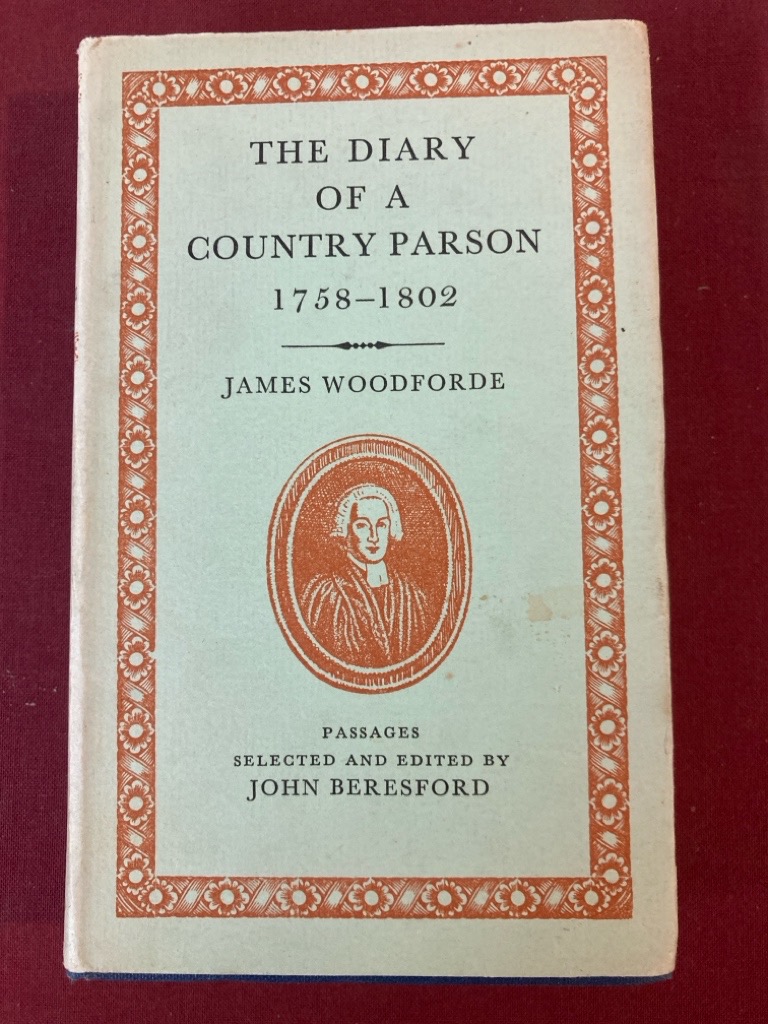 THE DIARY
OF A
COUNTRY PARSON
1758–1802
JAMES WOODFORDE
PASSAGES
SELECTED AND EDITED BY
JOHN BERESFORD